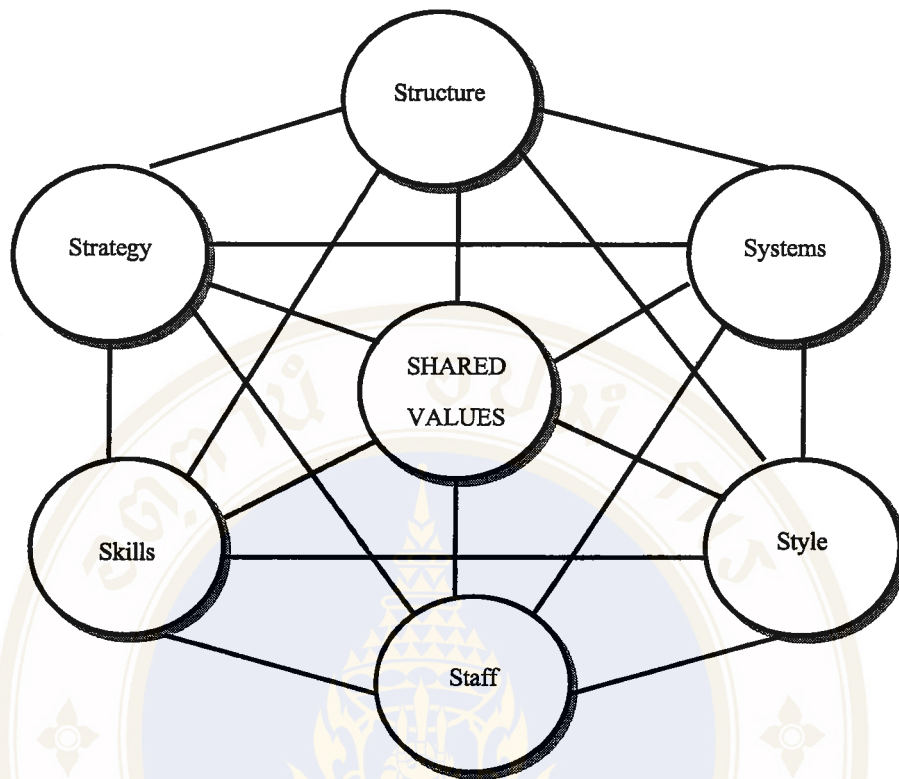 Structure
Strategy
Systems
SHARED
VALUES
Skills
Style
Staff